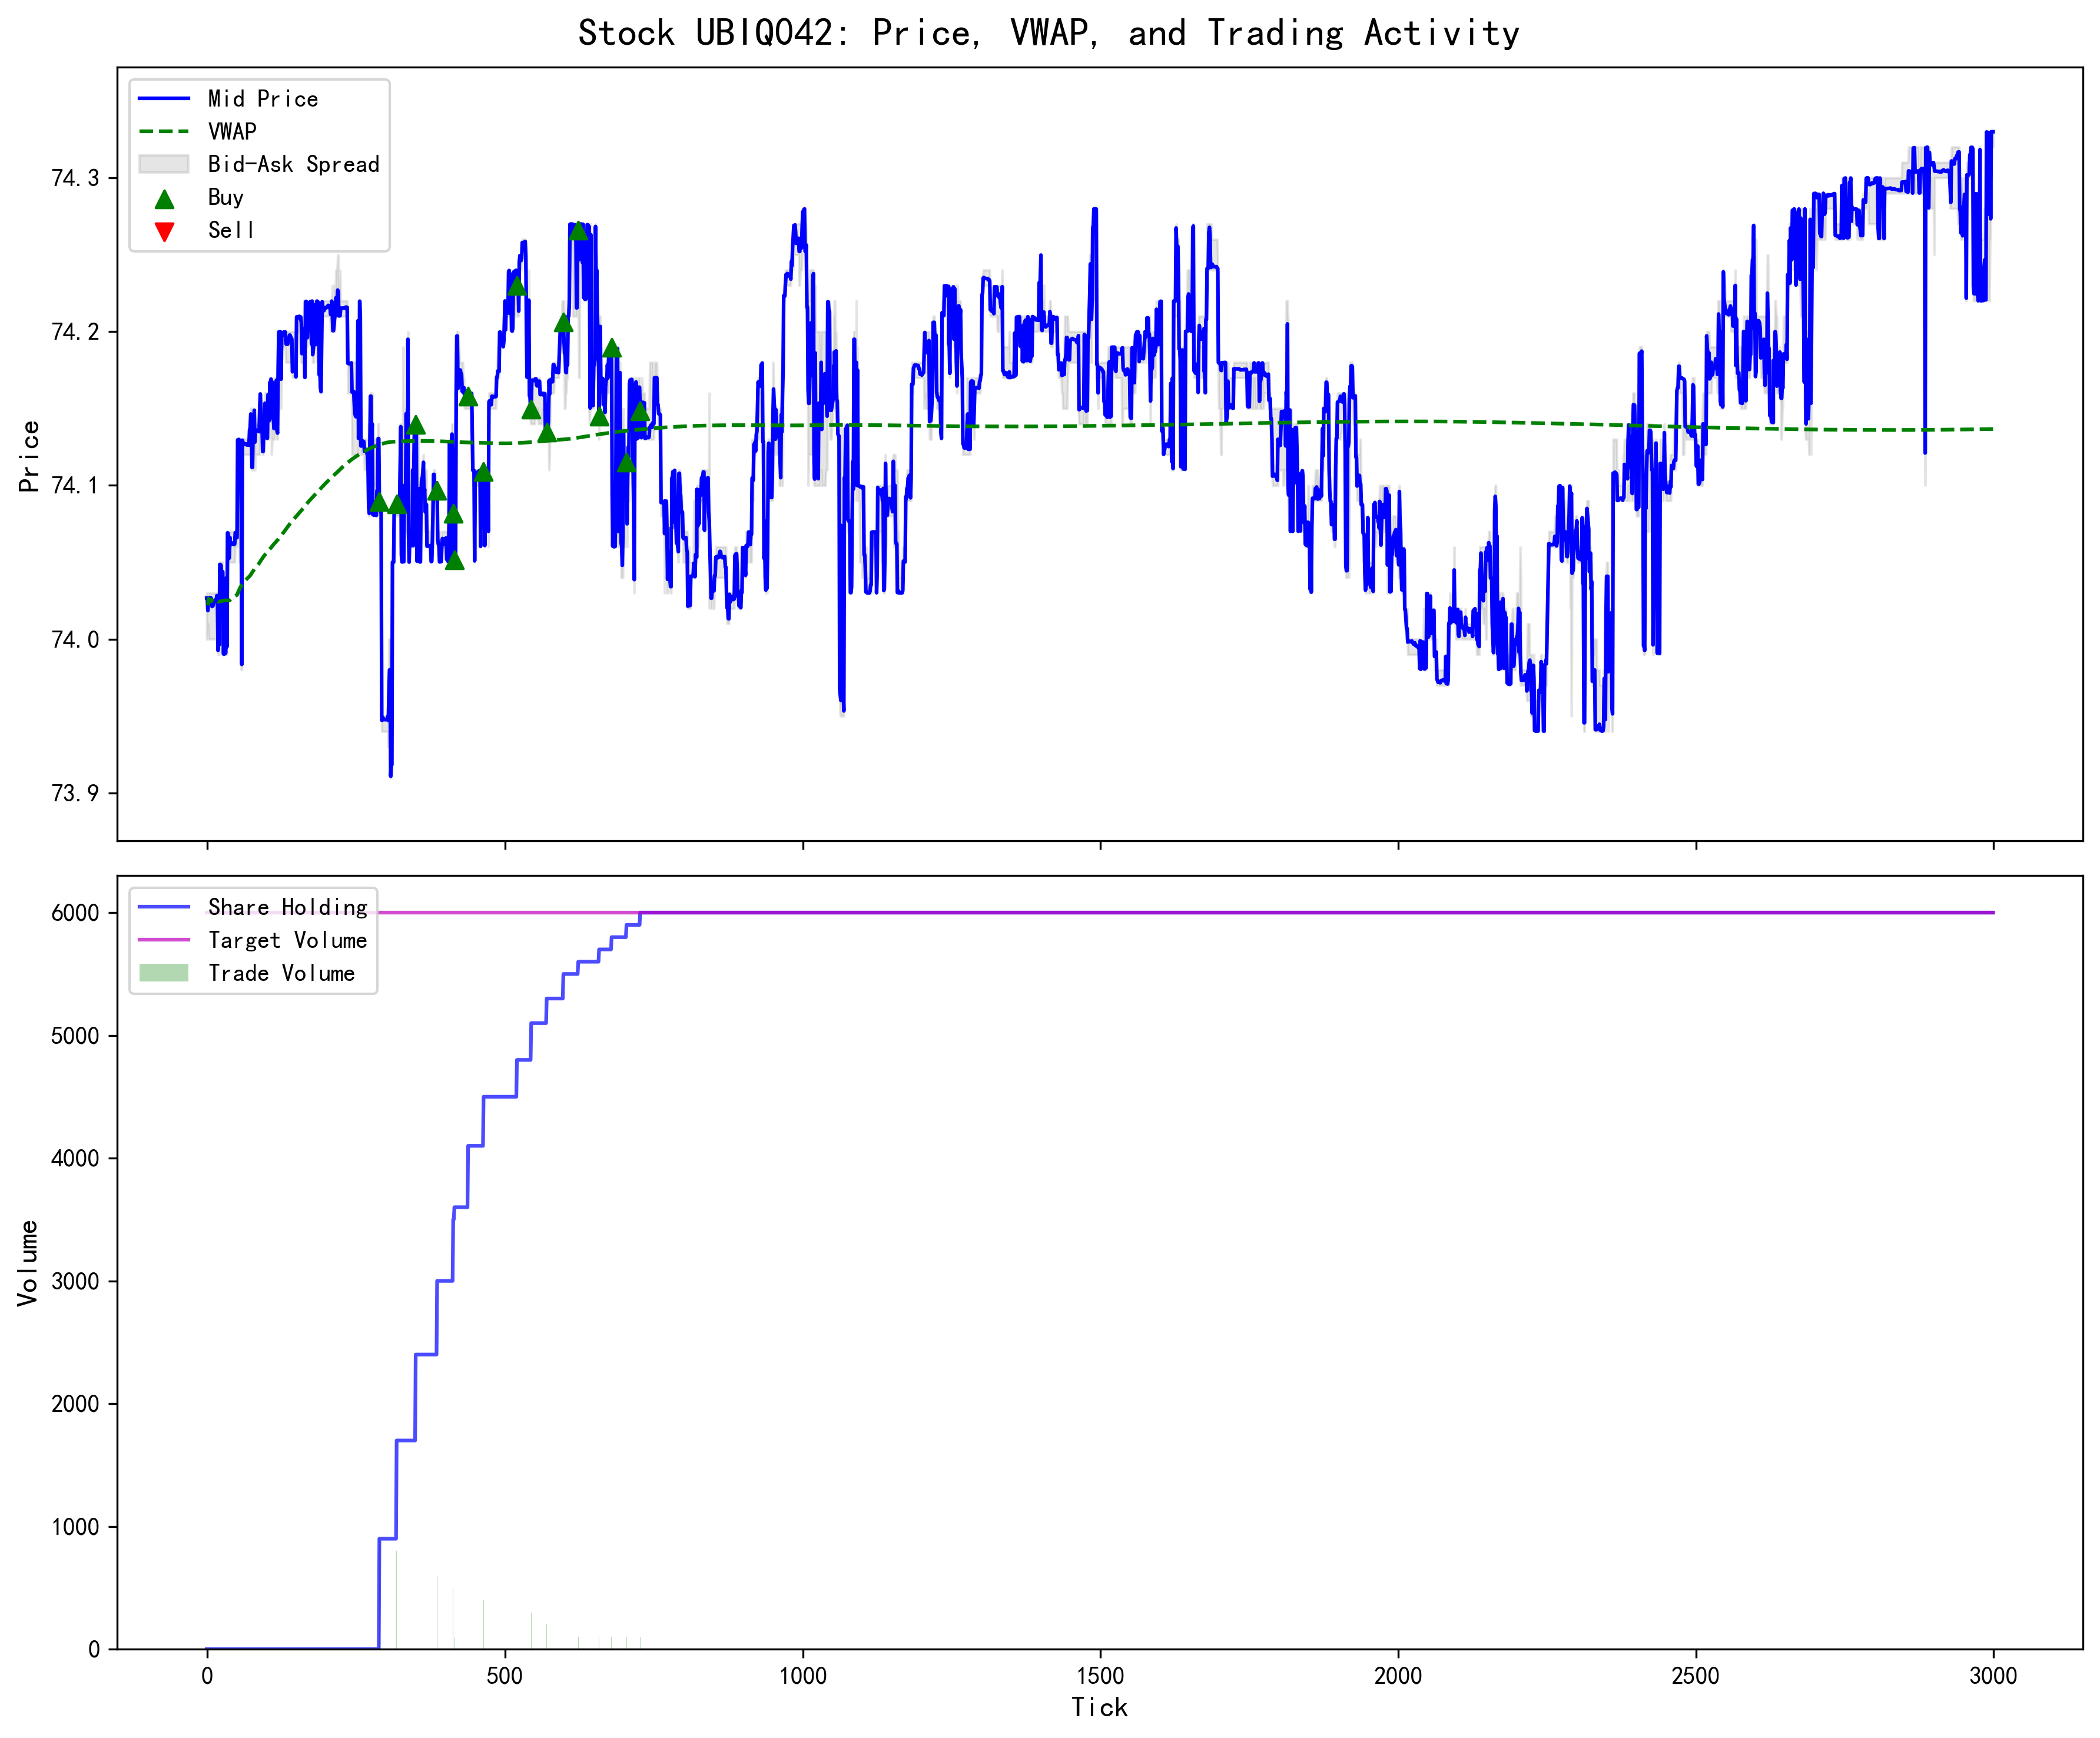 Stock UBIQ042: Price, VWAP, and Trading Activity
Mid Price
VWAP
Bid-Ask Spread
Buy
Sell
Price
74.3
74.2
74.1
74.0
73.9
Share Holding
Target Volume
Trade Volume
Volume
6000
5000
4000
3000
2000
1000
0
0 500 1000 1500 2000 2500 3000
Tick